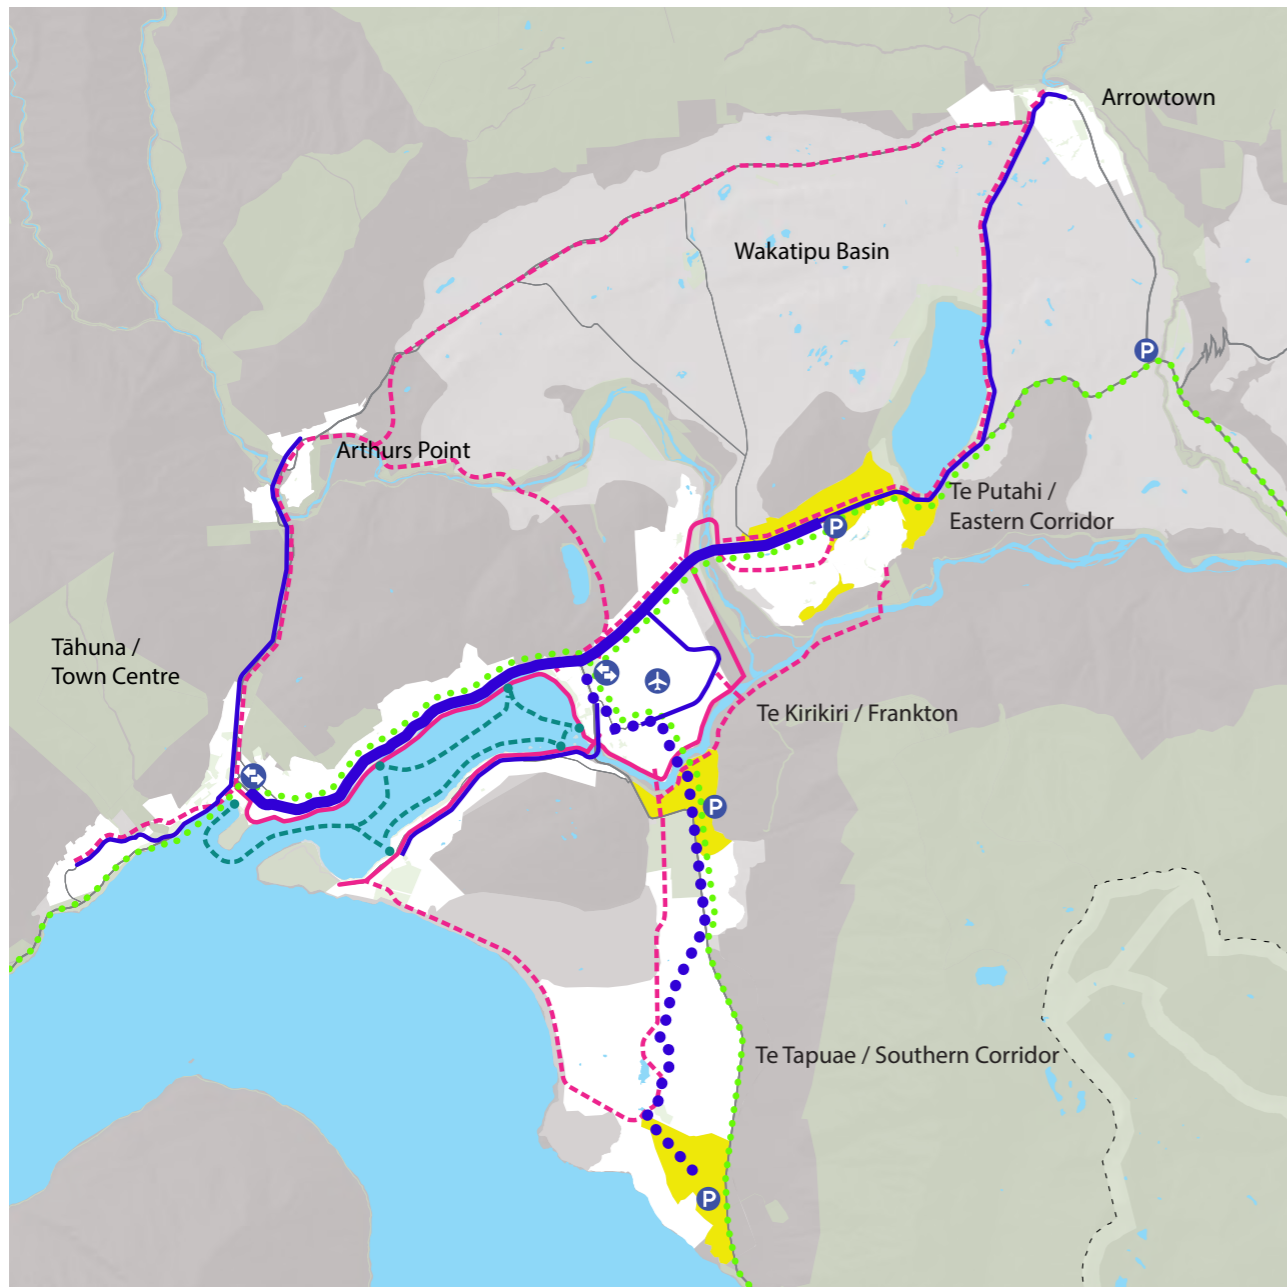 Arrowtown
Wakatipu Basin
P
Arthurs Point
Te Putahi /
Eastern Corridor
P
Tāhuna /
Town Centre
Te Kirikiri / Frankton
P
Te Tapuae / Southern Corridor
P